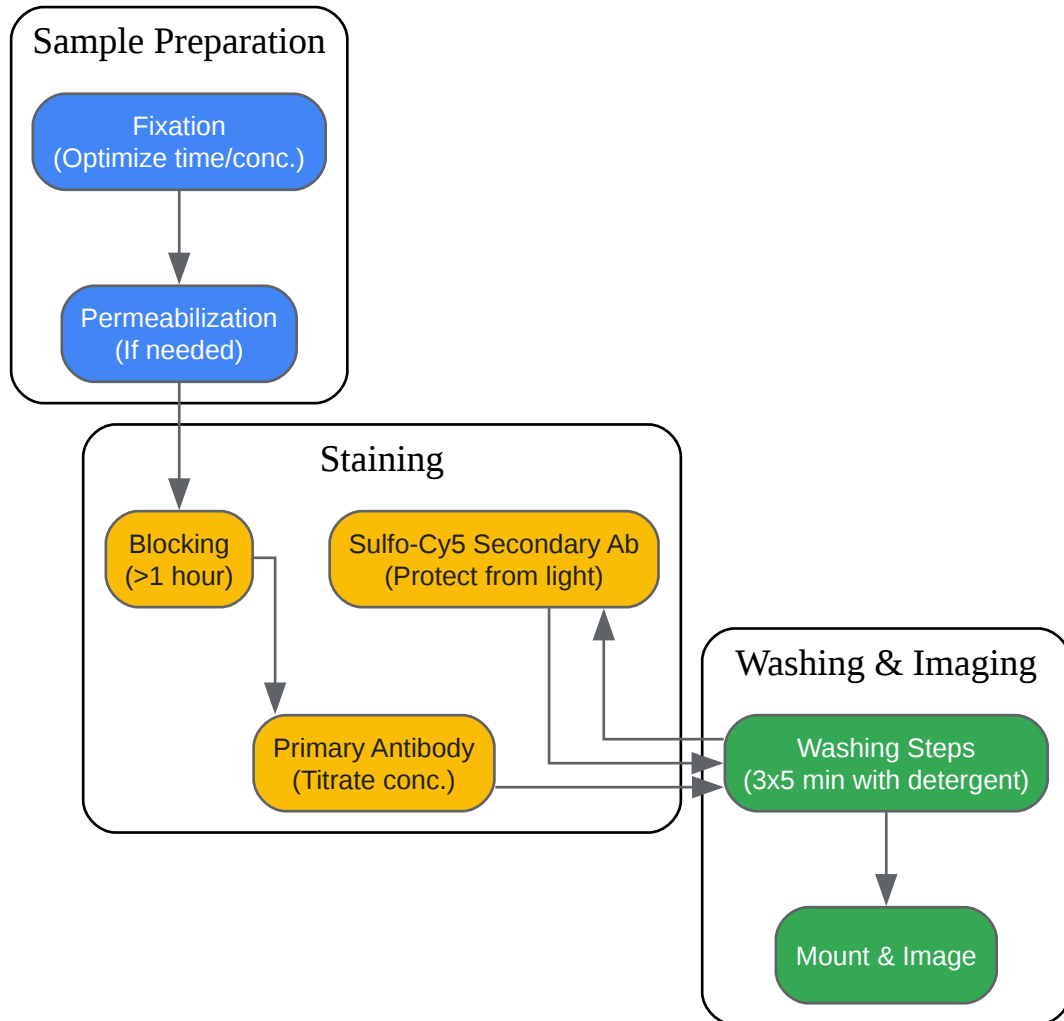 Sample Preparation
Fixation
(Optimize time/conc.)
Permeabilization
(If needed)
Staining
Blocking
(>1 hour)
Sulfo-Cy5 Secondary Ab
(Protect from light)
Primary Antibody
(Titrate conc.)
Washing & Imaging
Washing Steps
(3x5 min with detergent)
Mount & Image